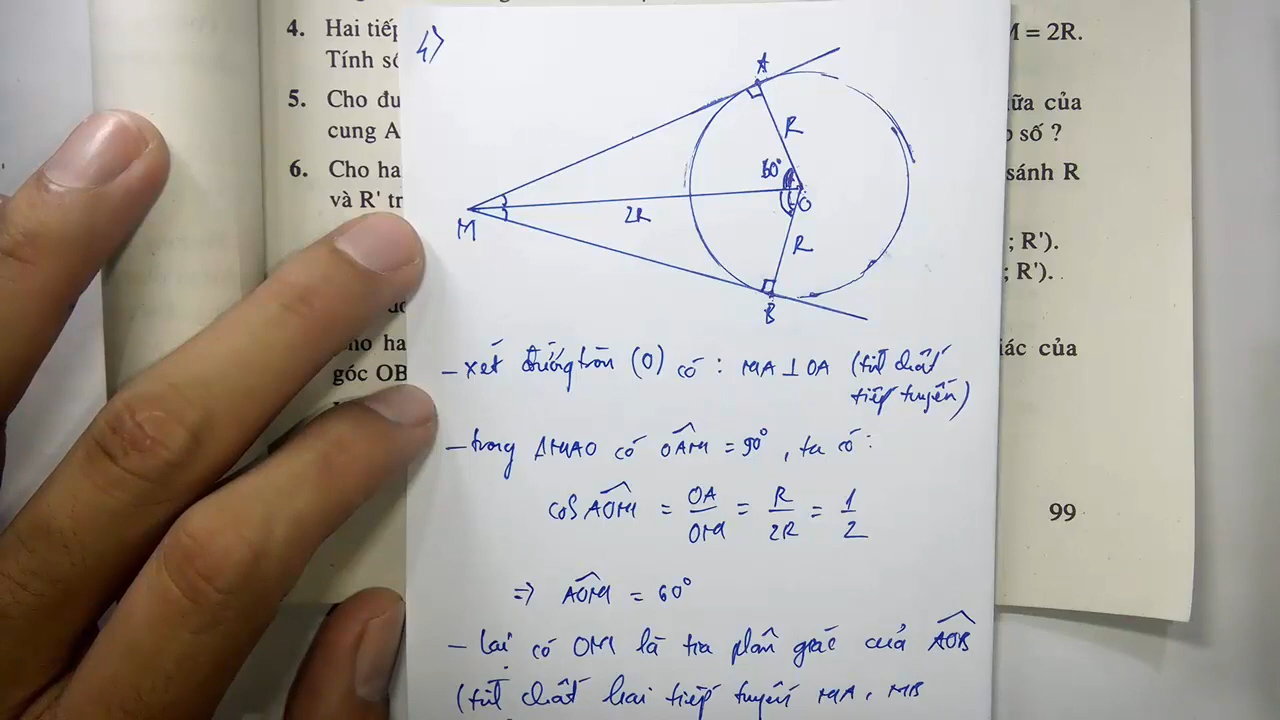 4. Hai tiếp
M = 2R.
Tính số
5. Cho đu
ữa của
cung A
số ?
6. Cho ha
sánh R
và R' tr
; R').
; R').
ho ha
iác của
góc OB
99
4)
A
R
60°
O
2R
M
R
B
- xét đường tròn (O) có : MA ⊥ OA (tít chất
tiếp tuyến)
- trong ΔMAO có OÂM = 90°, ta có :
cos AÔM = OA/OM = R/2R = 1/2
=> AÔM = 60°
- lại có OM là tia phân giác của AÔB
(tít chất hai tiếp tuyến MA, MB